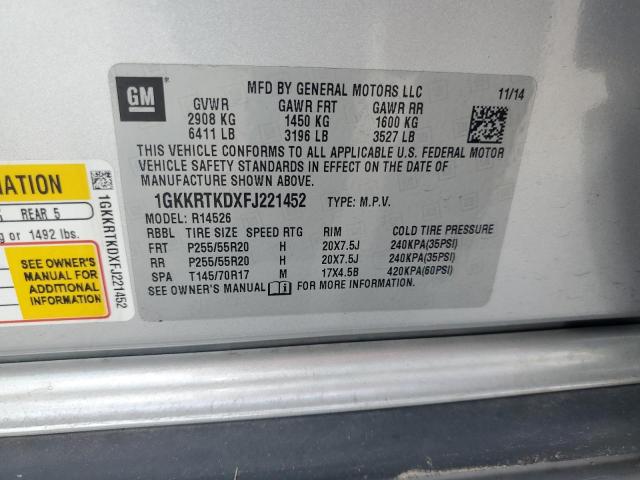 GM
MFD BY GENERAL MOTORS LLC
11/14
GVWR GAWR FRT GAWR RR
2908 KG 1450 KG 1600 KG
6411 LB 3196 LB 3527 LB
THIS VEHICLE CONFORMS TO ALL APPLICABLE U.S. FEDERAL MOTOR
VEHICLE SAFETY STANDARDS IN EFFECT ON THE DATE OF
MANUFACTURE SHOWN ABOVE.
1GKKRTKDXFJ221452 TYPE: M.P.V.
MODEL: R14526
RBBL TIRE SIZE SPEED RTG RIM COLD TIRE PRESSURE
FRT P255/55R20 H 20X7.5J 240KPA(35PSI)
RR P255/55R20 H 20X7.5J 240KPA(35PSI)
SPA T145/70R17 M 17X4.5B 420KPA(60PSI)
SEE OWNER'S MANUAL FOR MORE INFORMATION.
REAR 5
or 1492 lbs.
SEE OWNER'S
MANUAL FOR
ADDITIONAL
INFORMATION
1GKKRTKDXFJ221452